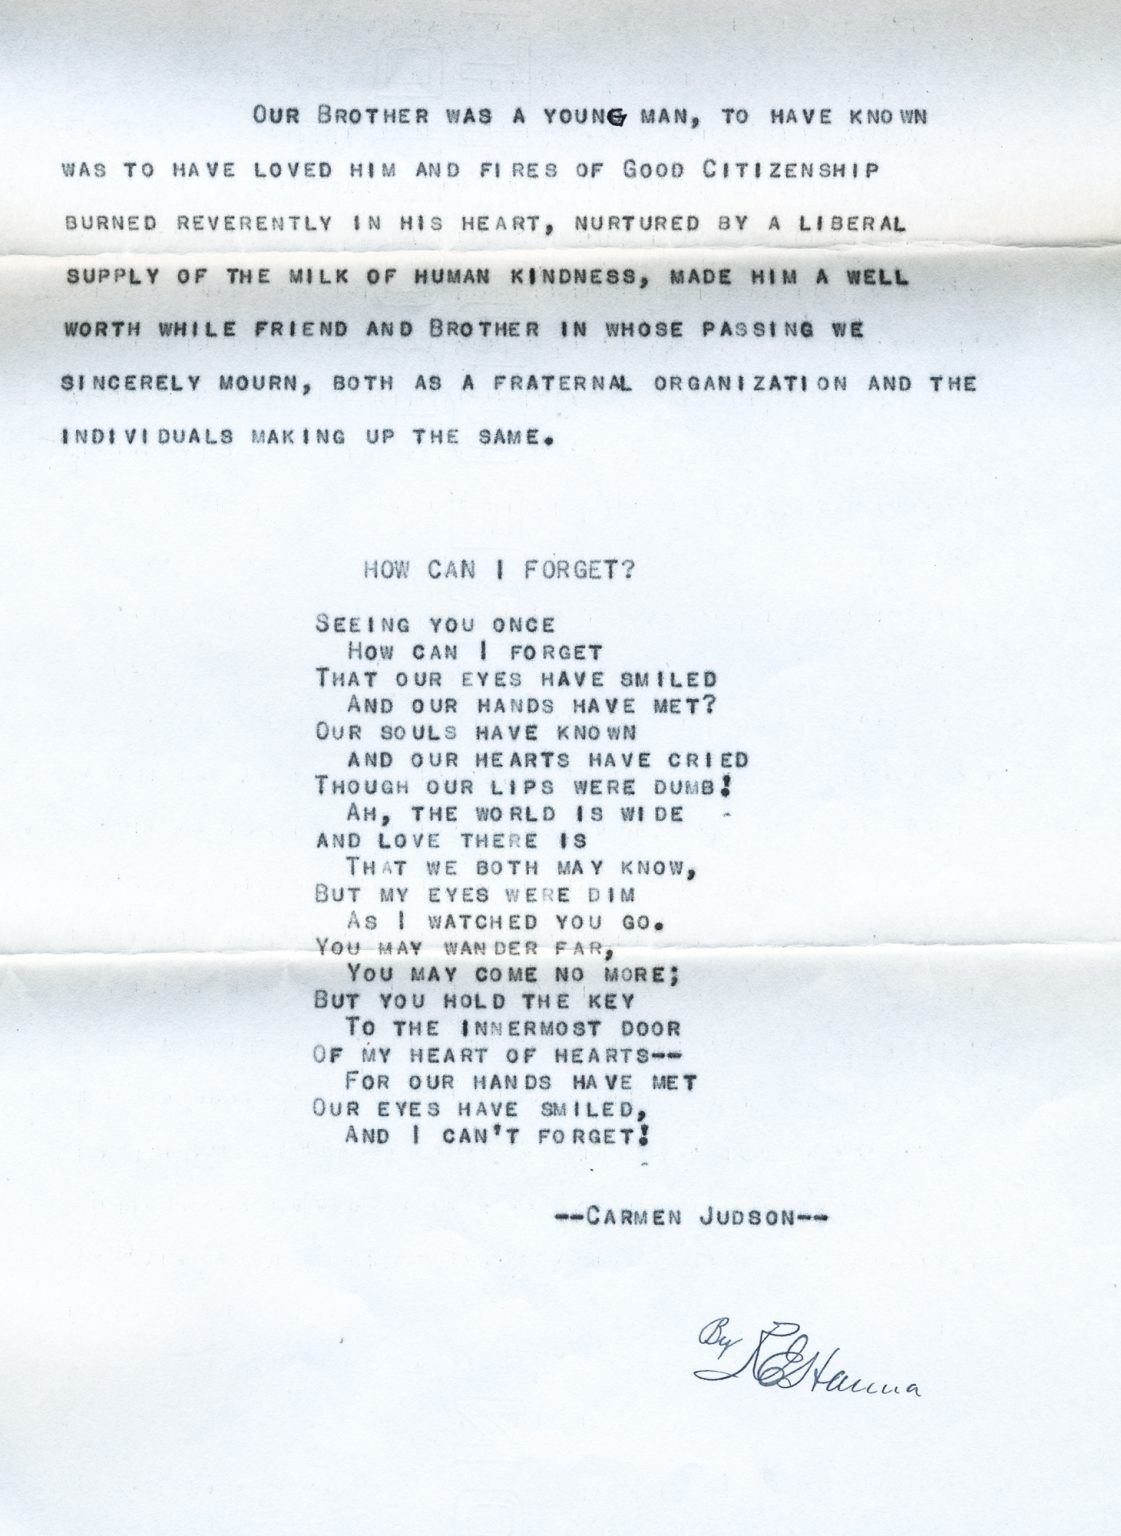 Our Brother was a young man, to have known
was to have loved him and fires of Good Citizenship
burned reverently in his heart, nurtured by a liberal
supply of the milk of human kindness, made him a well
worth while friend and Brother in whose passing we
sincerely mourn, both as a fraternal organization and the
individuals making up the same.
HOW CAN I FORGET?
Seeing you once
How can I forget
That our eyes have smiled
And our hands have met?
Our souls have known
and our hearts have cried
Though our lips were dumb!
Ah, the world is wide
and love there is
That we both may know,
But my eyes were dim
As I watched you go.
You may wander far,
You may come no more;
But you hold the key
To the innermost door
Of my heart of hearts--
For our hands have met
Our eyes have smiled,
And I can't forget!
--Carmen Judson--
By R E Hanna